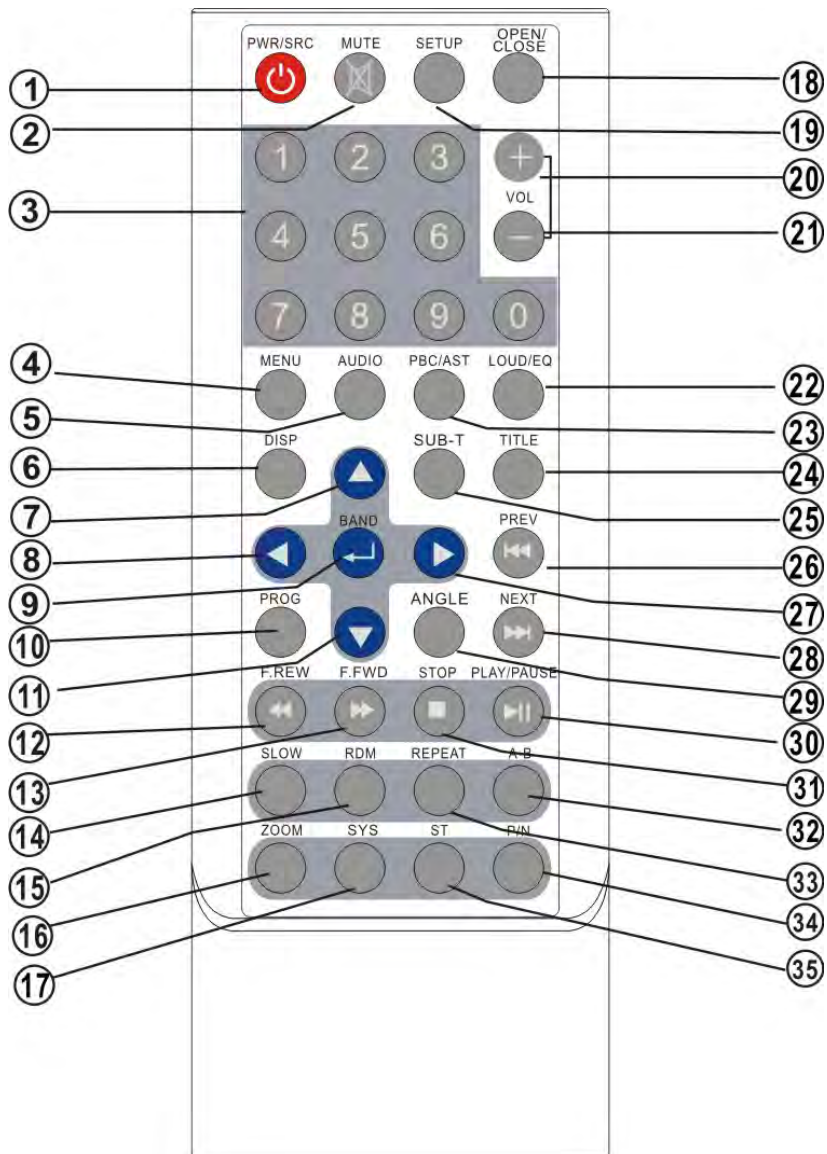 OPEN/
PWR/SRC MUTE SETUP CLOSE
1 18
2 19
1 2 3 + 20
3 VOL
4 5 6 − 21
7 8 9 0
4 MENU AUDIO PBC/AST LOUD/EQ 22
5 23
6 DISP SUB-T TITLE 24
7 25
BAND PREV
8 26
9 27
PROG ANGLE NEXT
10 28
11 29
F.REW F.FWD STOP PLAY/PAUSE
12 30
13 31
SLOW RDM REPEAT A-B
14 32
15 33
ZOOM SYS ST P/N
16 34
17 35